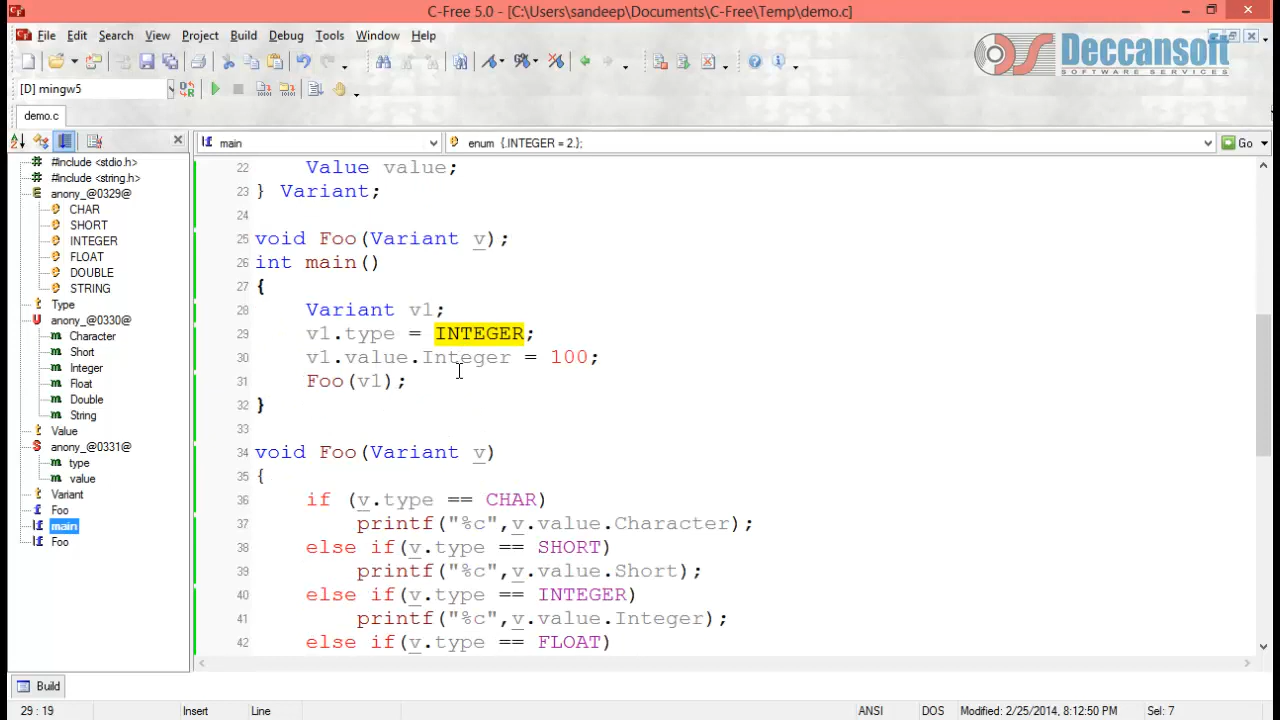 C-Free 5.0 - [C:\Users\sandeep\Documents\C-Free\Temp\demo.c]
File Edit Search View Project Build Debug Tools Window Help
Deccansoft
SOFTWARE SERVICES
[D] mingw5
demo.c
main
enum {.INTEGER = 2.};
Go
#include <stdio.h>
#include <string.h>
anony_@0329@
CHAR
SHORT
INTEGER
FLOAT
DOUBLE
STRING
Type
anony_@0330@
Character
Short
Integer
Float
Double
String
Value
anony_@0331@
type
value
Variant
Foo
main
Foo
22 Value value;
23 } Variant;
24
25 void Foo(Variant v);
26 int main()
27 {
28 Variant v1;
29 v1.type = INTEGER;
30 v1.value.Integer = 100;
31 Foo(v1);
32 }
33
34 void Foo(Variant v)
35 {
36 if (v.type == CHAR)
37 printf("%c",v.value.Character);
38 else if(v.type == SHORT)
39 printf("%c",v.value.Short);
40 else if(v.type == INTEGER)
41 printf("%c",v.value.Integer);
42 else if(v.type == FLOAT)
Build
29 : 19 Insert Line ANSI DOS Modified: 2/25/2014, 8:12:50 PM Sel: 7